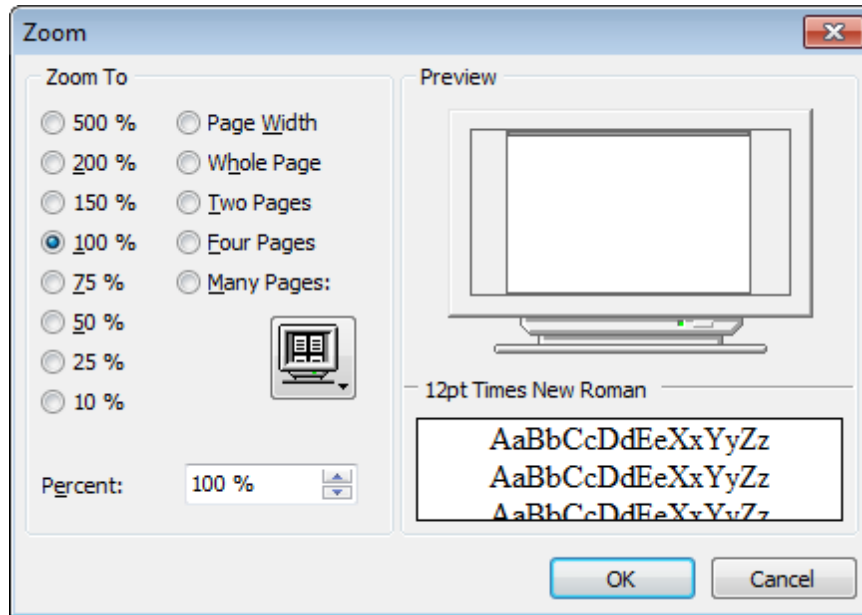 Zoom
Zoom To
500 %
200 %
150 %
100 %
75 %
50 %
25 %
10 %
Page Width
Whole Page
Two Pages
Four Pages
Many Pages:
Percent:
100 %
Preview
12pt Times New Roman
AaBbCcDdEeXxYyZz
AaBbCcDdEeXxYyZz
AaBbCcDdEeXxYyZz
OK
Cancel